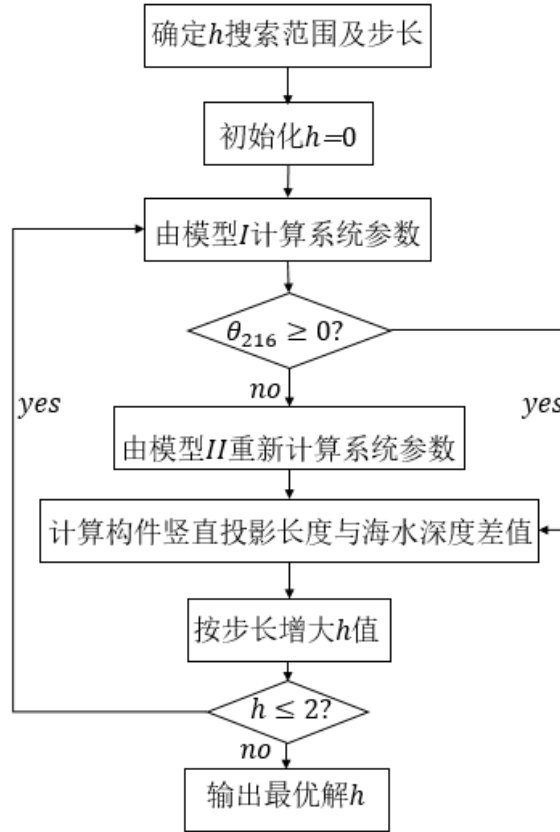 确定h搜索范围及步长
初始化h=0
由模型I计算系统参数
θ₂₁₆ ≥ 0?
no
yes
yes
由模型II重新计算系统参数
计算构件竖直投影长度与海水深度差值
按步长增大h值
h ≤ 2?
no
输出最优解h